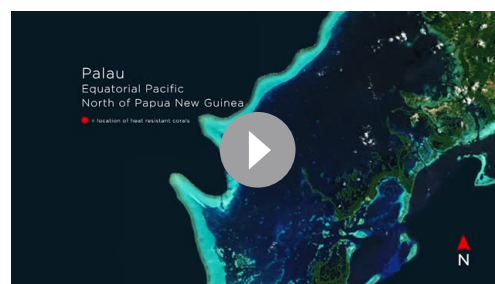 Palau
Equatorial Pacific
North of Papua New Guinea
= location of heat resistant corals
N